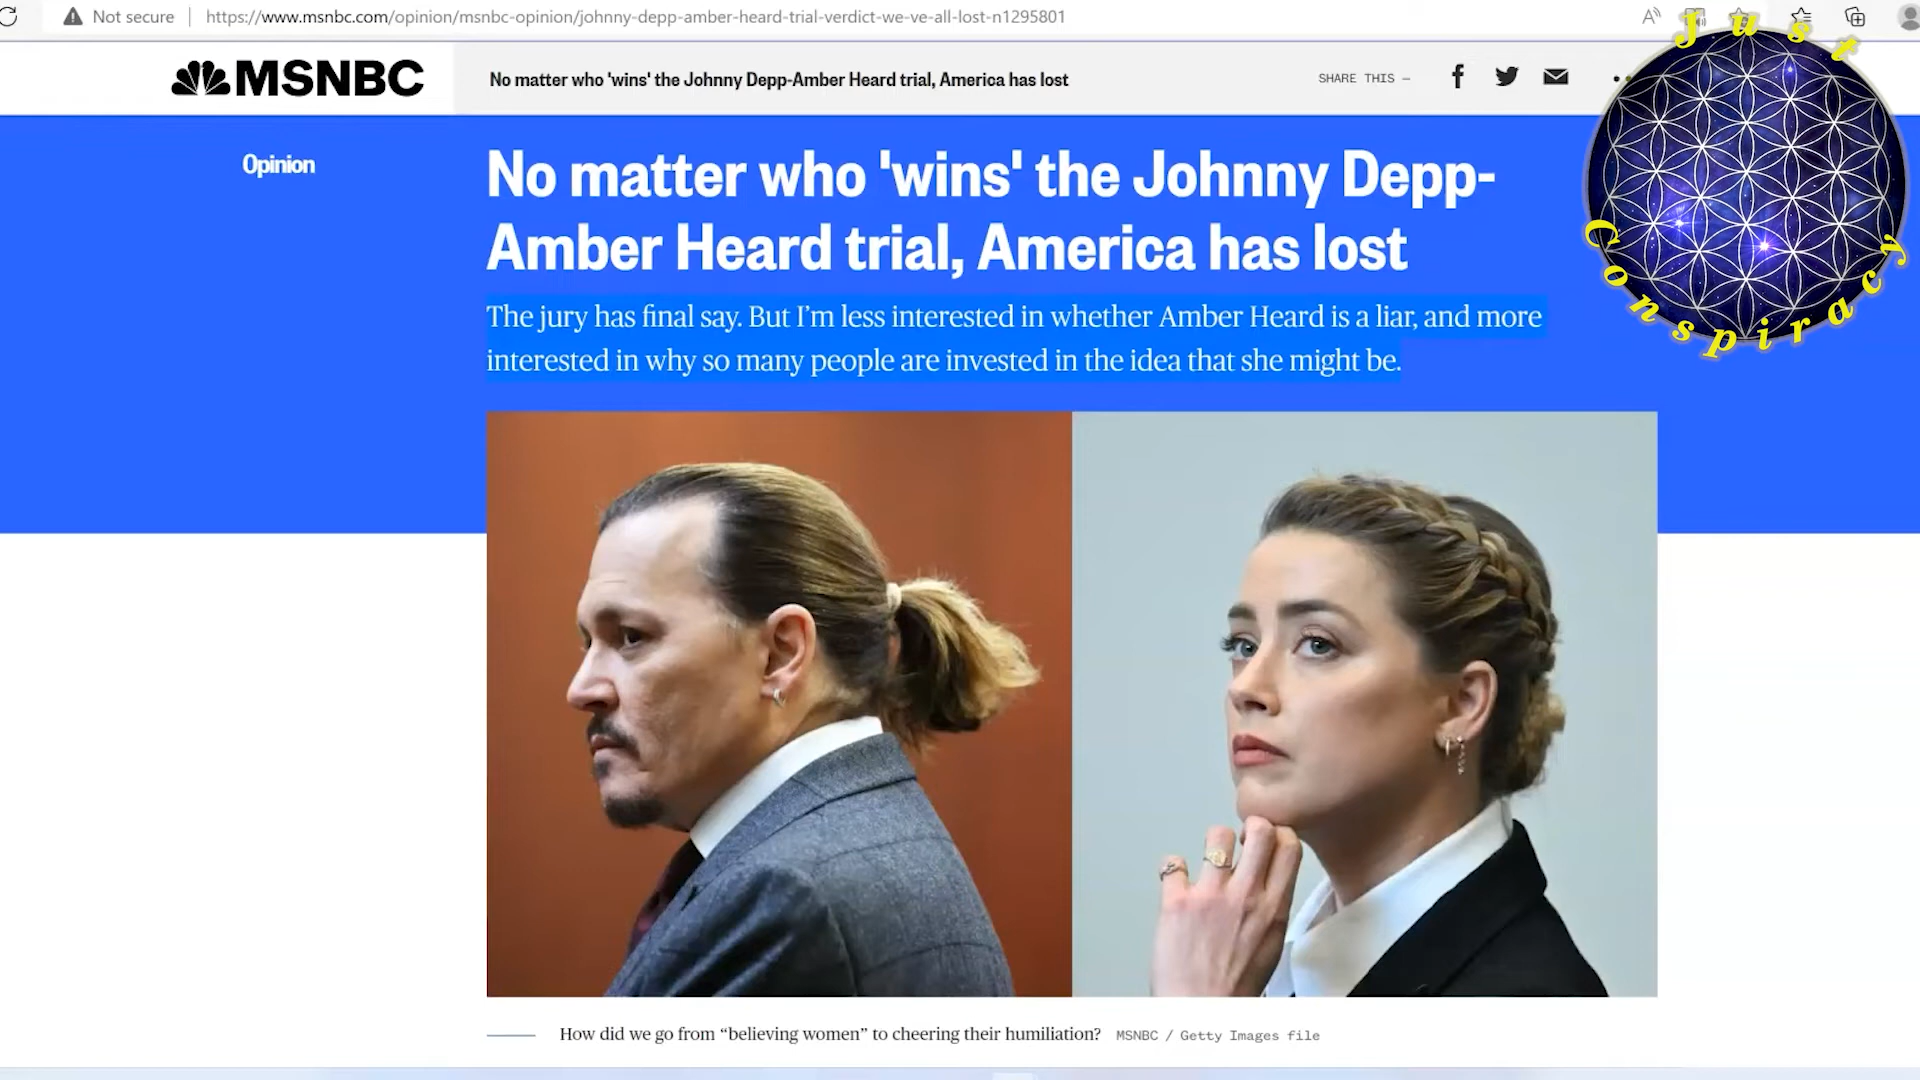 Not secure
https://www.msnbc.com/opinion/msnbc-opinion/johnny-depp-amber-heard-trial-verdict-we-ve-all-lost-n1295801
MSNBC
No matter who 'wins' the Johnny Depp-Amber Heard trial, America has lost
SHARE THIS —
Just
Conspiracy
Opinion
No matter who 'wins' the Johnny Depp-
Amber Heard trial, America has lost
The jury has final say. But I'm less interested in whether Amber Heard is a liar, and more
interested in why so many people are invested in the idea that she might be.
How did we go from “believing women” to cheering their humiliation? MSNBC / Getty Images file